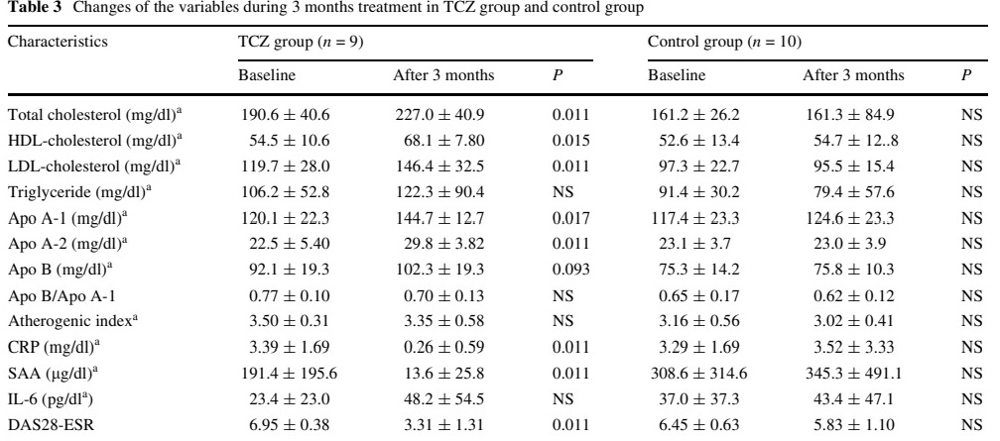 Table 3 Changes of the variables during 3 months treatment in TCZ group and control group
Characteristics TCZ group (n = 9) Control group (n = 10)
Baseline After 3 months P Baseline After 3 months P
Total cholesterol (mg/dl)a 190.6 ± 40.6 227.0 ± 40.9 0.011 161.2 ± 26.2 161.3 ± 84.9 NS
HDL-cholesterol (mg/dl)a 54.5 ± 10.6 68.1 ± 7.80 0.015 52.6 ± 13.4 54.7 ± 12..8 NS
LDL-cholesterol (mg/dl)a 119.7 ± 28.0 146.4 ± 32.5 0.011 97.3 ± 22.7 95.5 ± 15.4 NS
Triglyceride (mg/dl)a 106.2 ± 52.8 122.3 ± 90.4 NS 91.4 ± 30.2 79.4 ± 57.6 NS
Apo A-1 (mg/dl)a 120.1 ± 22.3 144.7 ± 12.7 0.017 117.4 ± 23.3 124.6 ± 23.3 NS
Apo A-2 (mg/dl)a 22.5 ± 5.40 29.8 ± 3.82 0.011 23.1 ± 3.7 23.0 ± 3.9 NS
Apo B (mg/dl)a 92.1 ± 19.3 102.3 ± 19.3 0.093 75.3 ± 14.2 75.8 ± 10.3 NS
Apo B/Apo A-1 0.77 ± 0.10 0.70 ± 0.13 NS 0.65 ± 0.17 0.62 ± 0.12 NS
Atherogenic indexa 3.50 ± 0.31 3.35 ± 0.58 NS 3.16 ± 0.56 3.02 ± 0.41 NS
CRP (mg/dl)a 3.39 ± 1.69 0.26 ± 0.59 0.011 3.29 ± 1.69 3.52 ± 3.33 NS
SAA (μg/dl)a 191.4 ± 195.6 13.6 ± 25.8 0.011 308.6 ± 314.6 345.3 ± 491.1 NS
IL-6 (pg/dla) 23.4 ± 23.0 48.2 ± 54.5 NS 37.0 ± 37.3 43.4 ± 47.1 NS
DAS28-ESR 6.95 ± 0.38 3.31 ± 1.31 0.011 6.45 ± 0.63 5.83 ± 1.10 NS